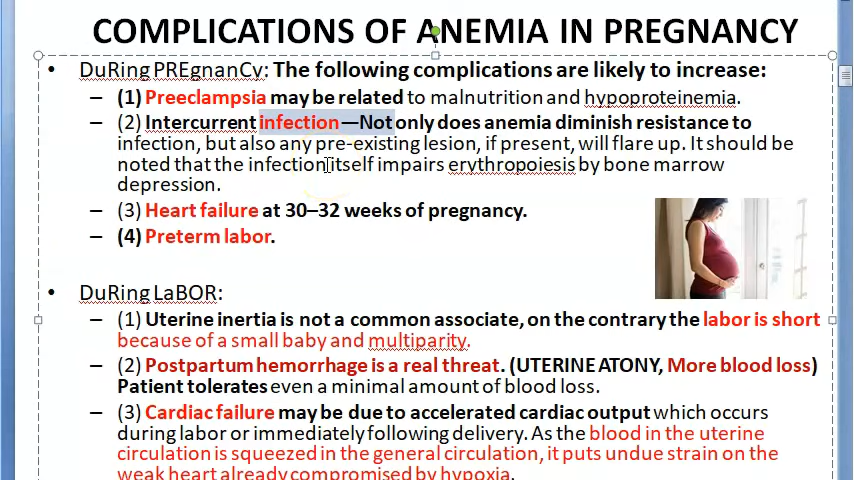 COMPLICATIONS OF ANEMIA IN PREGNANCY
• DuRing PREgnanCy: The following complications are likely to increase:
– (1) Preeclampsia may be related to malnutrition and hypoproteinemia.
– (2) Intercurrent infection—Not only does anemia diminish resistance to
infection, but also any pre-existing lesion, if present, will flare up. It should be
noted that the infection itself impairs erythropoiesis by bone marrow
depression.
– (3) Heart failure at 30–32 weeks of pregnancy.
– (4) Preterm labor.
• DuRing LaBOR:
– (1) Uterine inertia is not a common associate, on the contrary the labor is short
because of a small baby and multiparity.
– (2) Postpartum hemorrhage is a real threat. (UTERINE ATONY, More blood loss)
Patient tolerates even a minimal amount of blood loss.
– (3) Cardiac failure may be due to accelerated cardiac output which occurs
during labor or immediately following delivery. As the blood in the uterine
circulation is squeezed in the general circulation, it puts undue strain on the
weak heart already compromised by hypoxia.